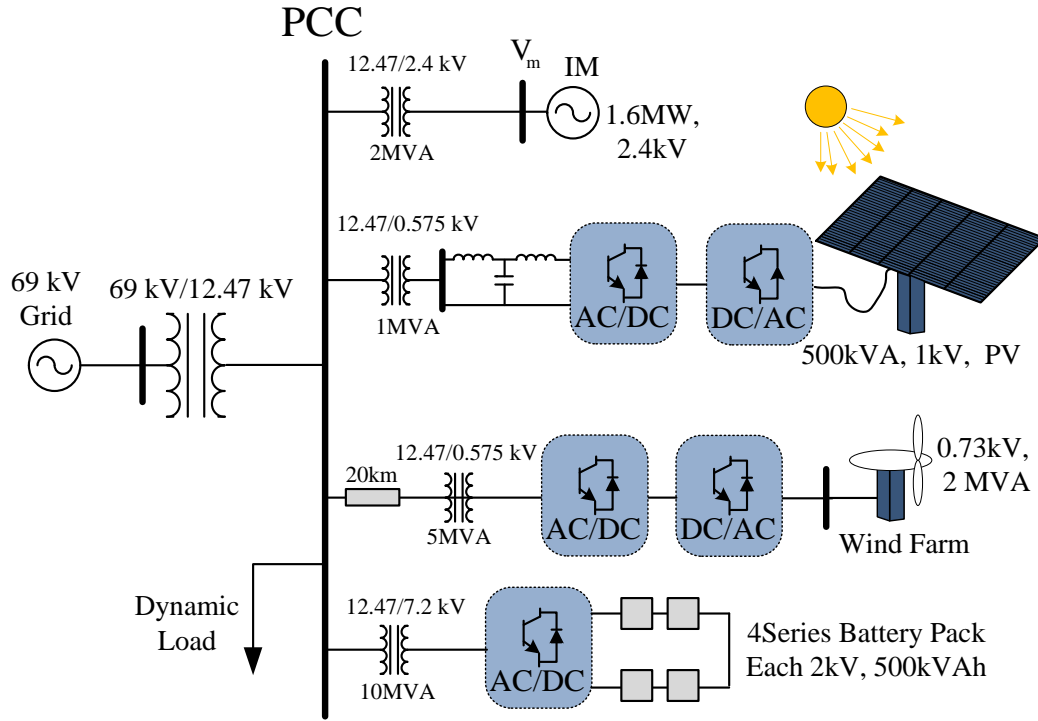 PCC
12.47/2.4 kV
2MVA
V_m
IM
1.6MW,
2.4kV
12.47/0.575 kV
1MVA
AC/DC
DC/AC
500kVA, 1kV, PV
69 kV
Grid
69 kV/12.47 kV
20km
12.47/0.575 kV
5MVA
AC/DC
DC/AC
0.73kV,
2 MVA
Wind Farm
Dynamic
Load
12.47/7.2 kV
10MVA
AC/DC
4Series Battery Pack
Each 2kV, 500kVAh